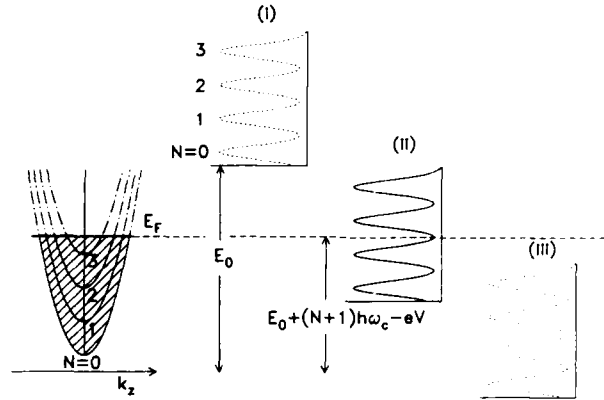 (i)
3
2
1
N=0
(ii)
E_F
E_0
(iii)
3
2
1
N=0
k_z
E_0+(N+1)hω_c-eV